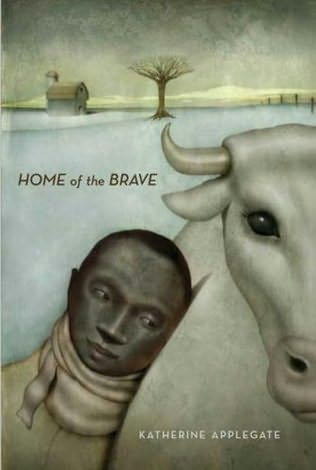 HOME of the BRAVE
KATHERINE APPLEGATE